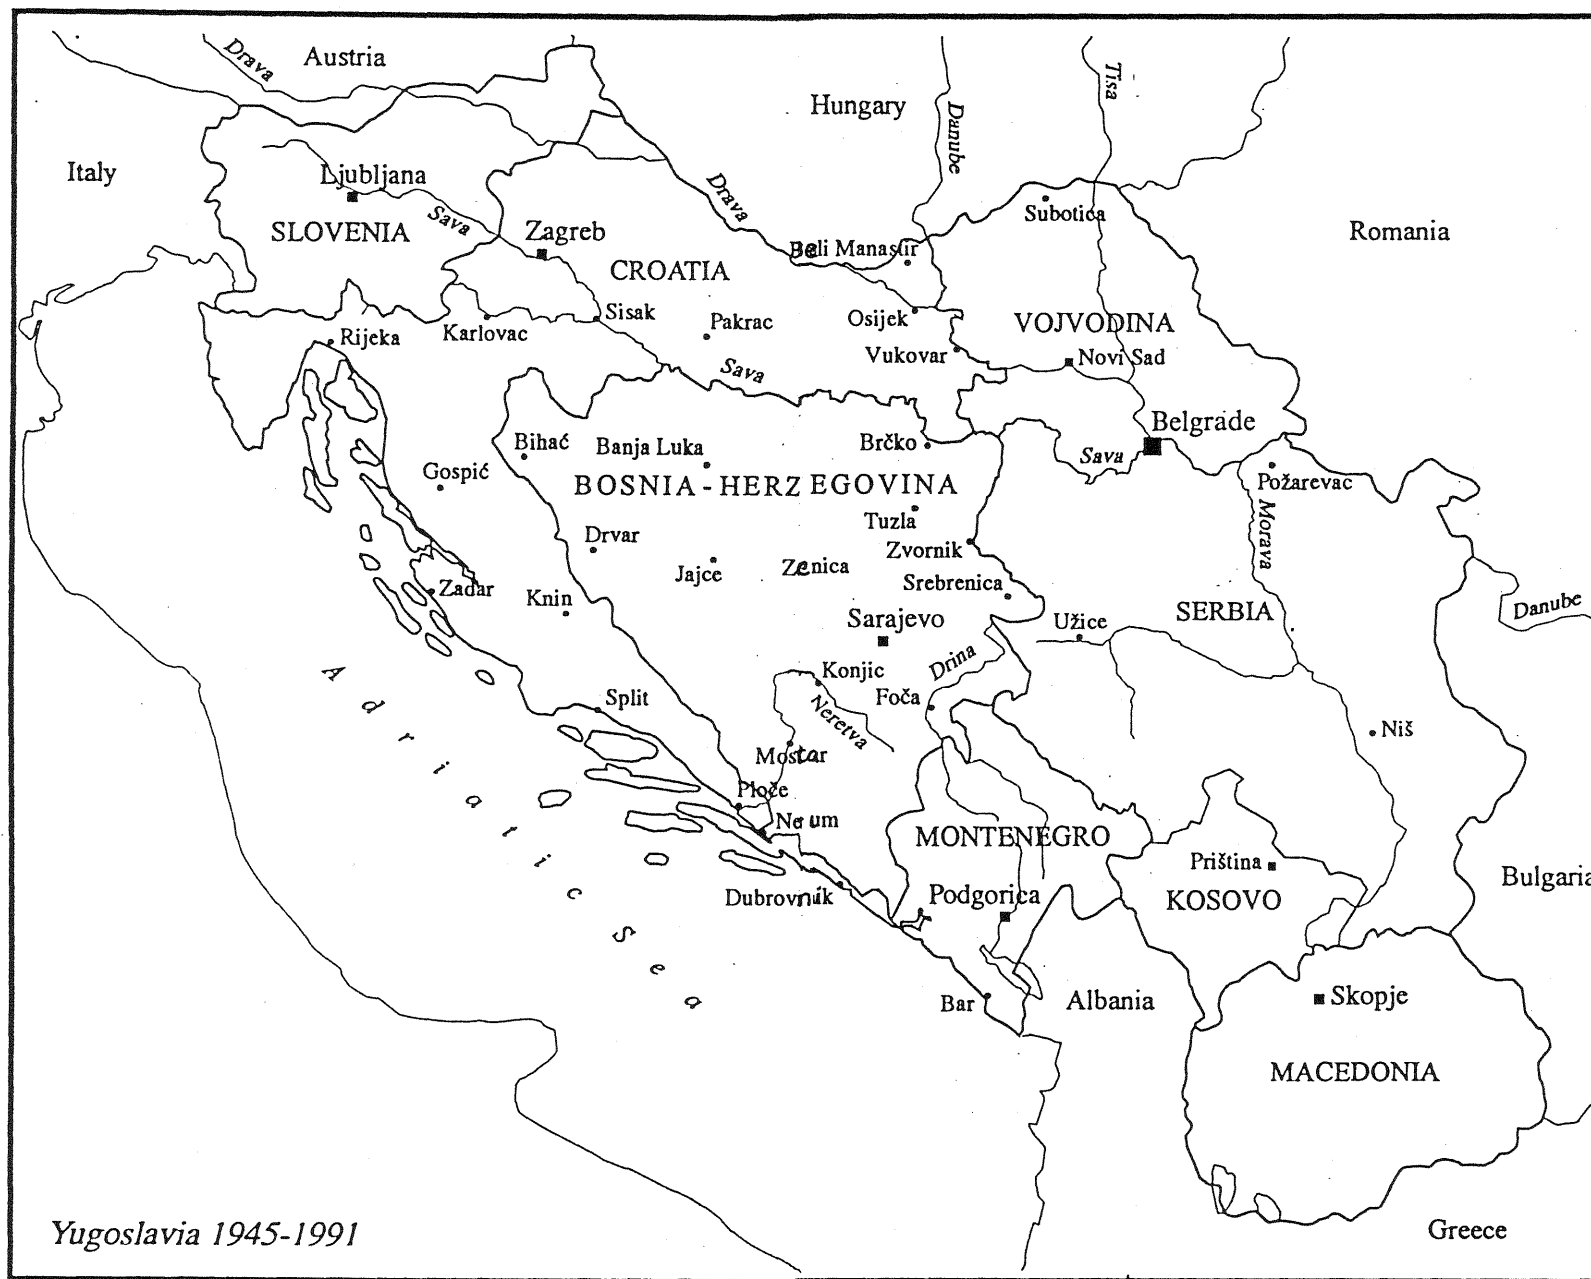 Drava
Austria
Hungary
Danube
Tisa
Italy
Ljubljana
SLOVENIA
Sava
Zagreb
Drava
Subotica
Romania
Beli Manastir
CROATIA
Sisak
Pakrac
Osijek
VOJVODINA
Rijeka
Karlovac
Vukovar
Novi Sad
Sava
Belgrade
Bihać
Banja Luka
Brčko
Sava
Gospić
BOSNIA-HERZEGOVINA
Požarevac
Tuzla
Morava
Drvar
Zvornik
Jajce
Zenica
Srebrenica
Zadar
Knin
SERBIA
Danube
Sarajevo
Užice
Drina
Konjic
Foča
Adriatic Sea
Split
Neretva
Niš
Mostar
Ploče
Neum
MONTENEGRO
Priština
KOSOVO
Bulgaria
Dubrovnik
Podgorica
Bar
Albania
Skopje
MACEDONIA
Yugoslavia 1945-1991
Greece